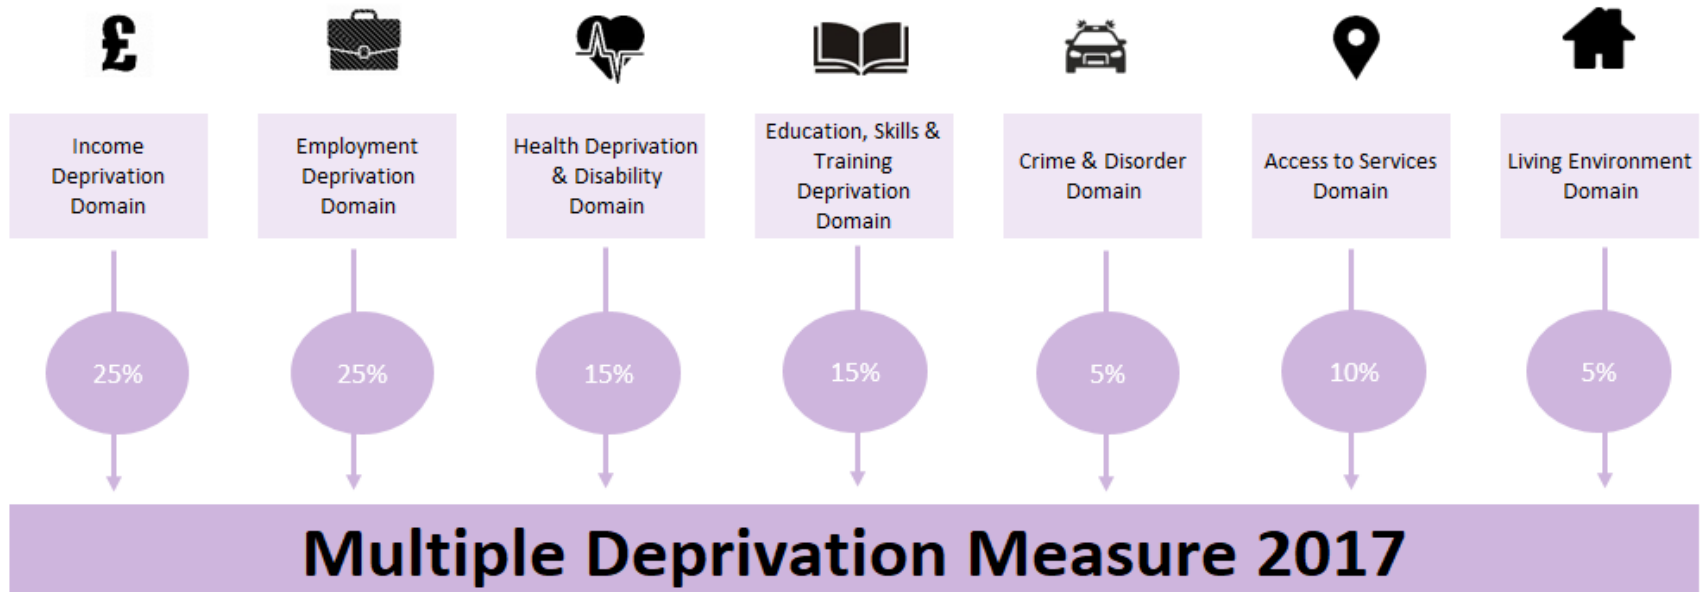 £
Income
Deprivation
Domain
Employment
Deprivation
Domain
Health Deprivation
& Disability
Domain
Education, Skills &
Training
Deprivation
Domain
Crime & Disorder
Domain
Access to Services
Domain
Living Environment
Domain
25%
25%
15%
15%
5%
10%
5%
Multiple Deprivation Measure 2017